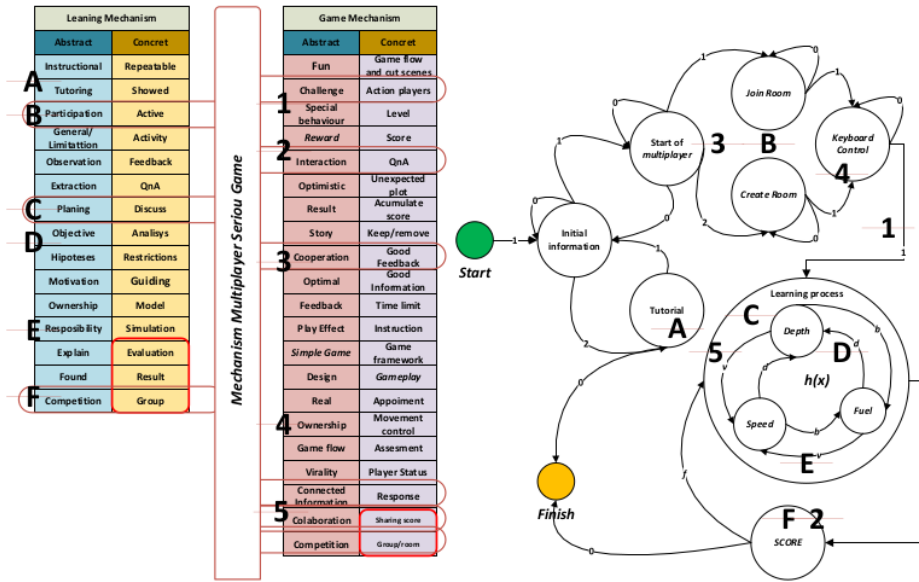 Leaning Mechanism
Abstract Concret
Instructional Repeatable
A
Tutoring Showed
B Participation Active
General/
Limitattion Activity
Observation Feedback
Extraction QnA
C Planing Discuss
Objective Analisys
D
Hipoteses Restrictions
Motivation Guiding
Ownership Model
E Resposibility Simulation
Explain Evaluation
Found Result
F Competition Group
Mechanism Multiplayer Seriou Game
Game Mechanism
Abstract Concret
Fun Game flow
and cut scenes
Challenge Action players
1
Special
behaviour Level
Reward Score
2
Interaction QnA
Optimistic Unexpected
plot
Result Acumulate
score
Story Keep/remove
3 Cooperation Good
Feedback
Optimal Good
Information
Feedback Time limit
Play Effect Instruction
Simple Game Game
framework
Design Gameplay
Real Appoiment
4 Ownership Movement
control
Game flow Assesment
Virality Player Status
Connected
Information Response
5 Colaboration Sharing score
Competition Group/room
Start
1
Initial
information
0
1
0
2
Start of
multiplayer
0
1
2
3
Join Room
0
1
B
Create Room
0
1
Keyboard
Control
0
4
1
1
Tutorial
A
1
0
Finish
0
Learning process
C
Depth
b
5
v
d
D
d
h(x)
Speed
b
Fuel
v
E
f
F 2
SCORE